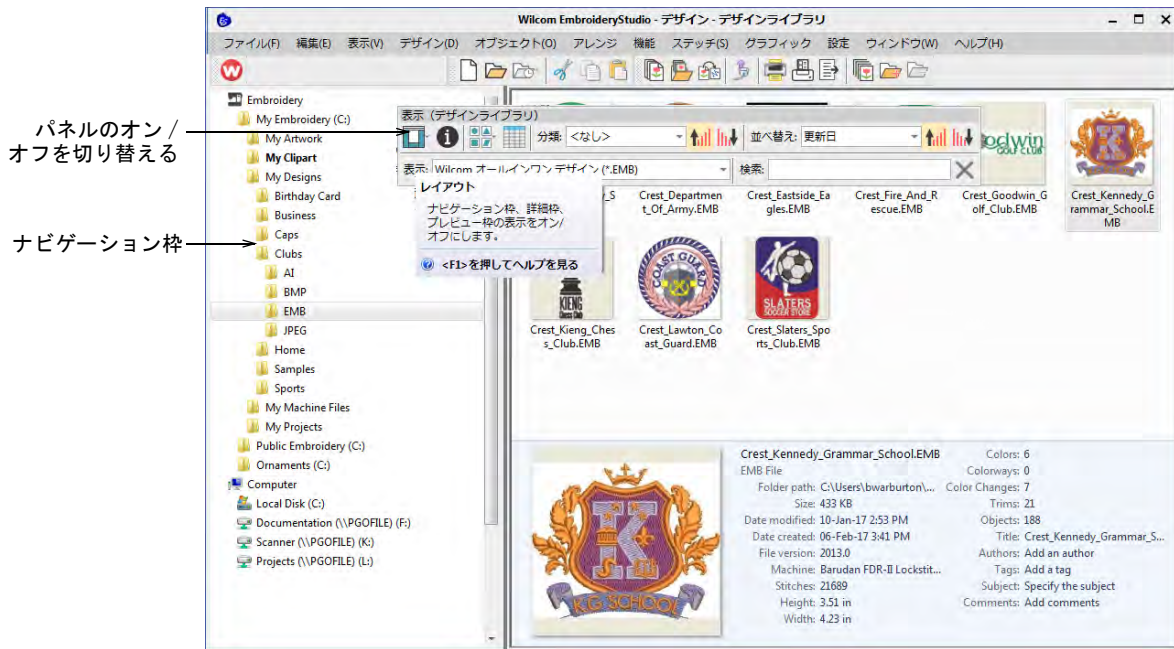 Wilcom EmbroideryStudio - デザイン - デザインライブラリ
ファイル(F) 編集(E) 表示(V) デザイン(D) オブジェクト(O) アレンジ 機能 ステッチ(S) グラフィック 設定 ウィンドウ(W) ヘルプ(H)
パネルのオン /
オフを切り替える
ナビゲーション枠
Embroidery
My Embroidery (C:)
My Artwork
My Clipart
My Designs
Birthday Card
Business
Caps
Clubs
AI
BMP
EMB
JPEG
Home
Samples
Sports
My Machine Files
My Projects
Public Embroidery (C:)
Ornaments (C:)
Computer
Local Disk (C:)
Documentation (\\PGOFILE) (F:)
Scanner (\\PGOFILE) (K:)
Projects (\\PGOFILE) (L:)
表示 (デザインライブラリ)
分類: <なし> 並べ替え: 更新日
表示: Wilcom オールインワン デザイン (*.EMB) 検索:
レイアウト
ナビゲーション枠、詳細枠、
プレビュー枠の表示をオン/
オフにします。
<F1>を押してヘルプを見る
GOLF CLUB
Crest_Departmen
t_Of_Army.EMB
Crest_Eastside_Ea
gles.EMB
Crest_Fire_And_R
escue.EMB
Crest_Goodwin_G
olf_Club.EMB
Crest_Kennedy_G
rammar_School.E
MB
KIENG
Chess Club
COAST GUARD
SLATERS
SOCCER STORE
Crest_Kieng_Ches
s_Club.EMB
Crest_Lawton_Co
ast_Guard.EMB
Crest_Slaters_Spo
rts_Club.EMB
K
K.G SCHOOL
Crest_Kennedy_Grammar_School.EMB
EMB File
Folder path: C:\Users\bwarburton\...
Size: 433 KB
Date modified: 10-Jan-17 2:53 PM
Date created: 06-Feb-17 3:41 PM
File version: 2013.0
Machine: Barudan FDR-II Lockstit...
Stitches: 21689
Height: 3.51 in
Width: 4.23 in
Colors: 6
Colorways: 0
Color Changes: 7
Trims: 21
Objects: 188
Title: Crest_Kennedy_Grammar_S...
Authors: Add an author
Tags: Add a tag
Subject: Specify the subject
Comments: Add comments